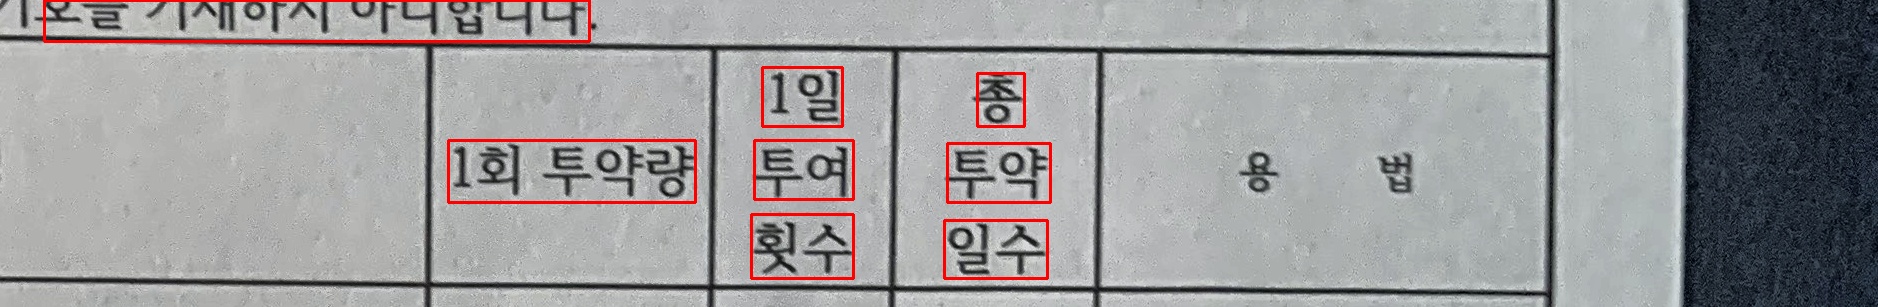 기호를 기재하지 아니합니다.
1회 투약량
1일
투여
횟수
총
투약
일수
용 법